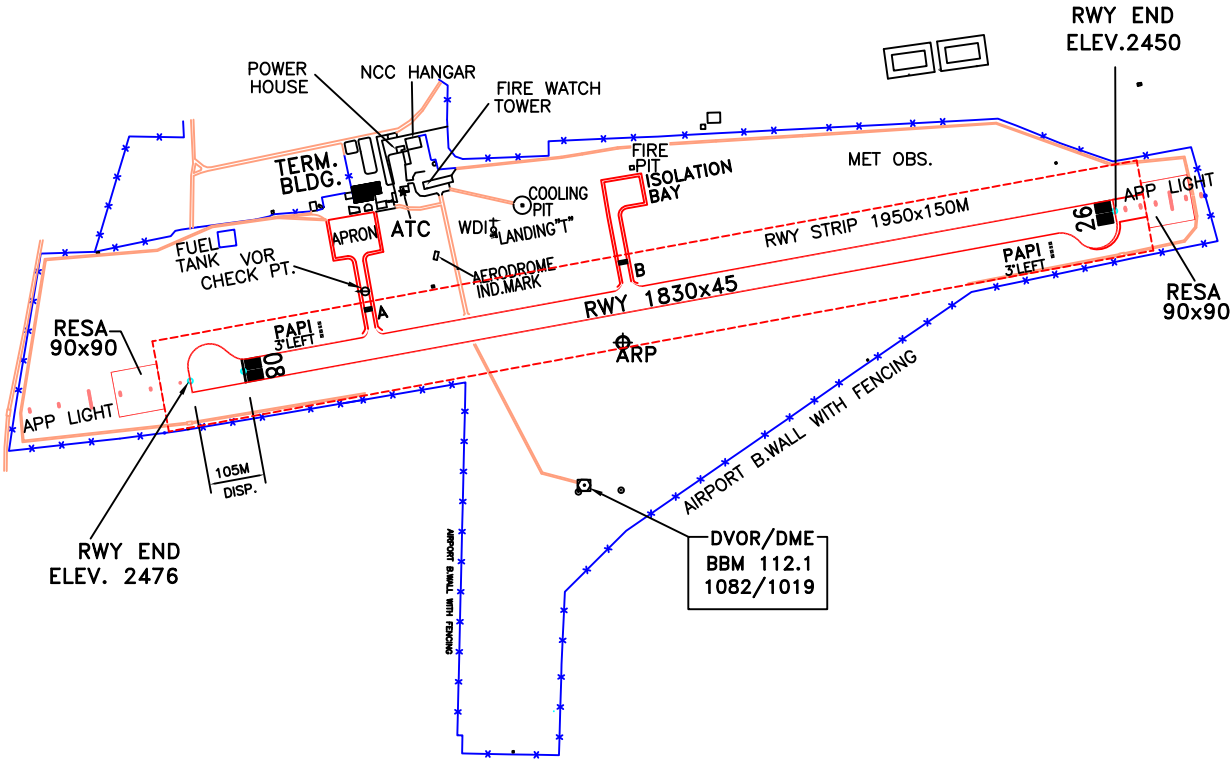 RWY END
ELEV.2450
POWER
HOUSE
NCC HANGAR
FIRE WATCH
TOWER
TERM.
BLDG.
FIRE
PIT
ISOLATION
BAY
MET OBS.
APP LIGHT
COOLING
PIT
WDI
LANDING"T"
ATC
APRON
FUEL
TANK
VOR
CHECK PT.
AERODROME
IND.MARK
RWY STRIP 1950x150M
26
PAPI
3°LEFT
B
A
RWY 1830x45
RESA
90x90
RESA
90x90
PAPI
3°LEFT
08
ARP
APP LIGHT
105M
DISP.
AIRPORT B.WALL WITH FENCING
AIRPORT B.WALL WITH FENCING
RWY END
ELEV. 2476
DVOR/DME
BBM 112.1
1082/1019